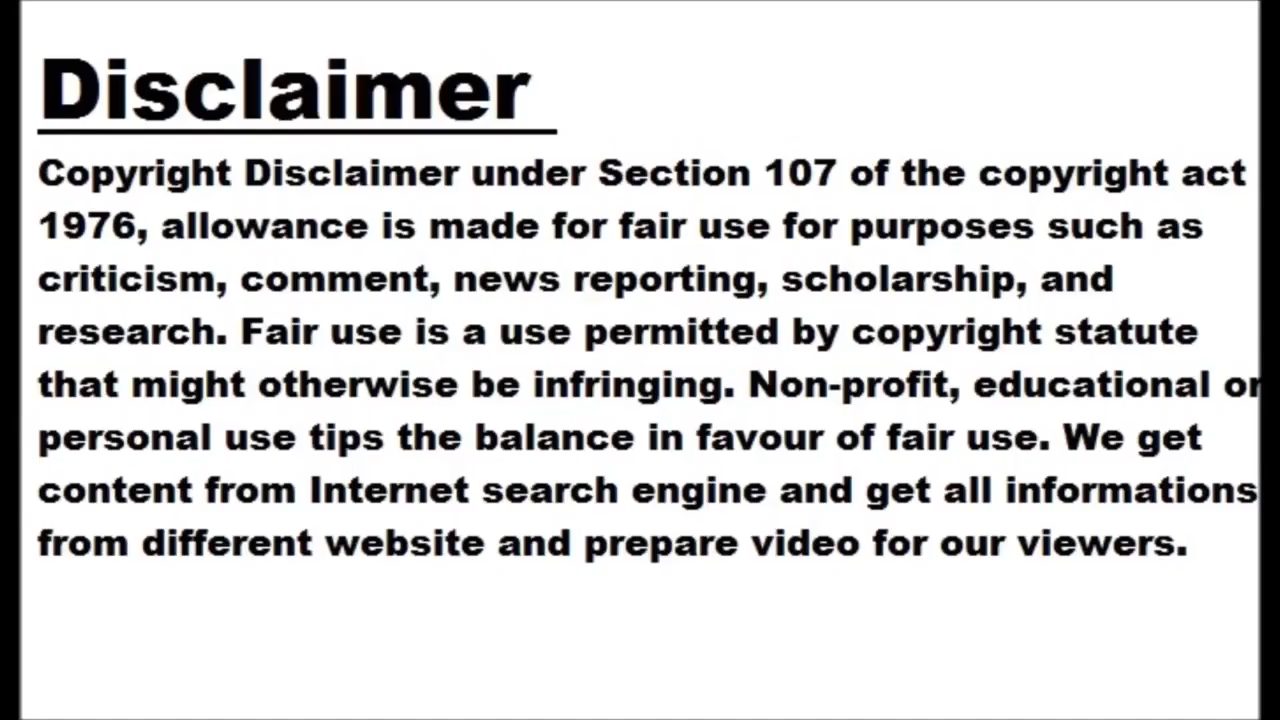 Disclaimer
Copyright Disclaimer under Section 107 of the copyright act
1976, allowance is made for fair use for purposes such as
criticism, comment, news reporting, scholarship, and
research. Fair use is a use permitted by copyright statute
that might otherwise be infringing. Non-profit, educational or
personal use tips the balance in favour of fair use. We get
content from Internet search engine and get all informations
from different website and prepare video for our viewers.